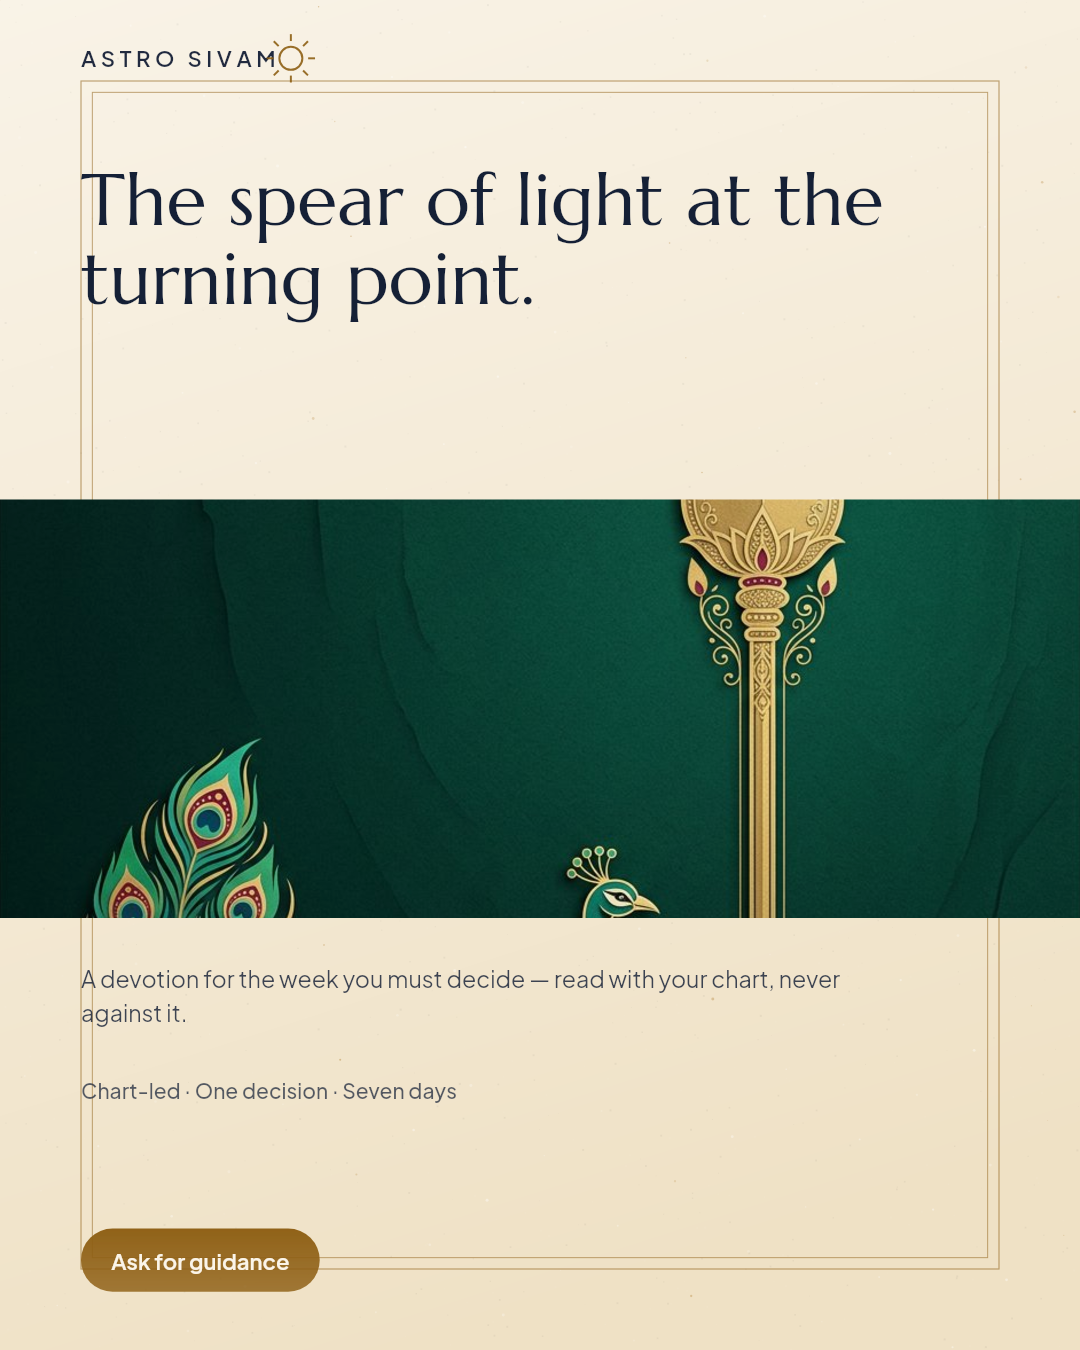 ASTRO SIVAM
The spear of light at the
turning point.
A devotion for the week you must decide — read with your chart, never
against it.
Chart-led · One decision · Seven days
Ask for guidance